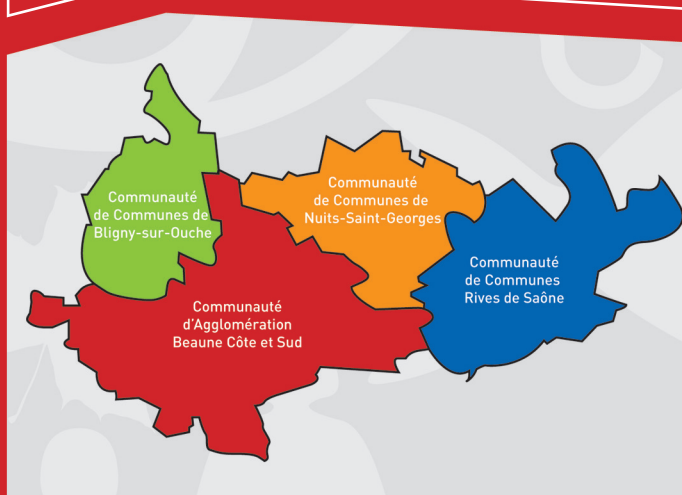 Communauté
de Communes de
Bligny-sur-Ouche
Communauté
de Communes de
Nuits-Saint-Georges
Communauté
de Communes
Rives de Saône
Communauté
d'Agglomération
Beaune Côte et Sud